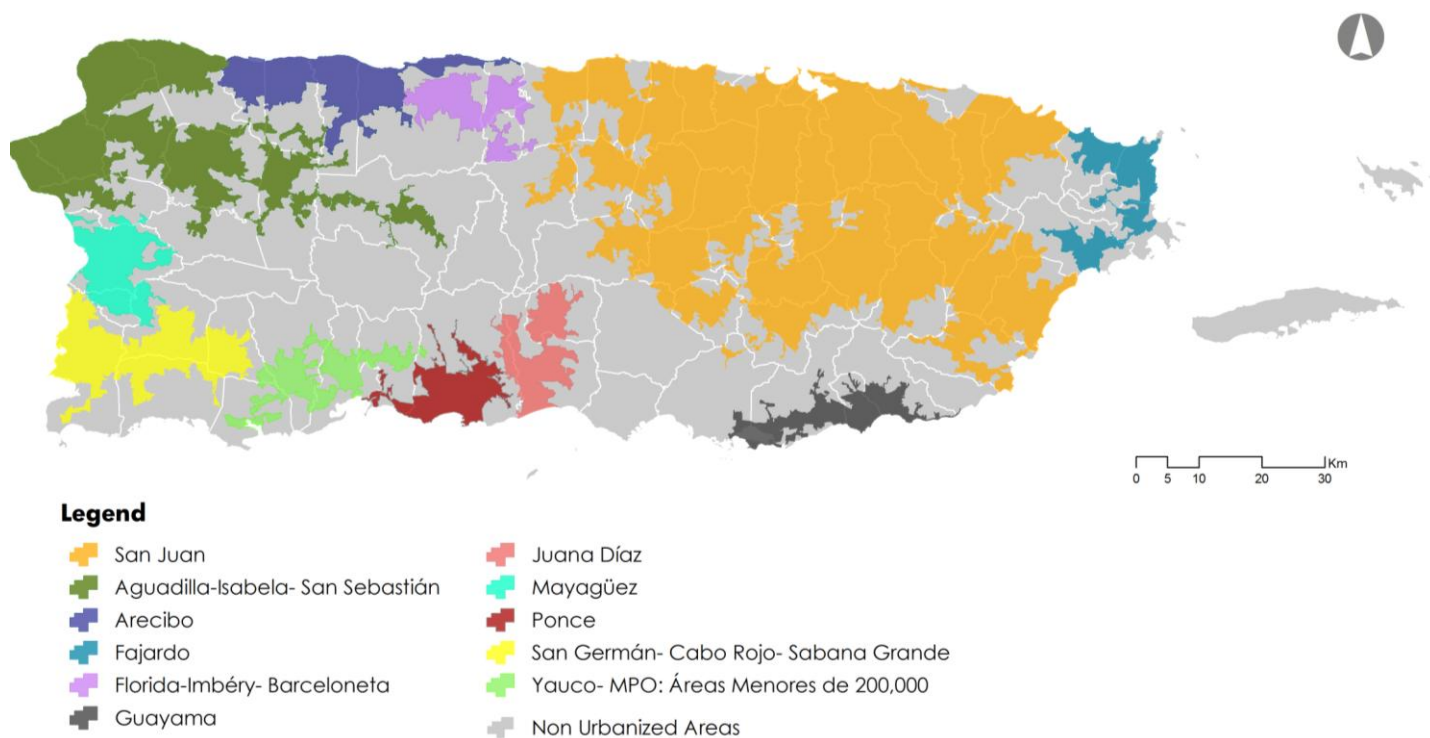 Km
0 5 10 20 30
Legend
San Juan
Aguadilla-Isabela- San Sebastián
Arecibo
Fajardo
Florida-Imbéry- Barceloneta
Guayama
Juana Díaz
Mayagüez
Ponce
San Germán- Cabo Rojo- Sabana Grande
Yauco- MPO: Áreas Menores de 200,000
Non Urbanized Areas